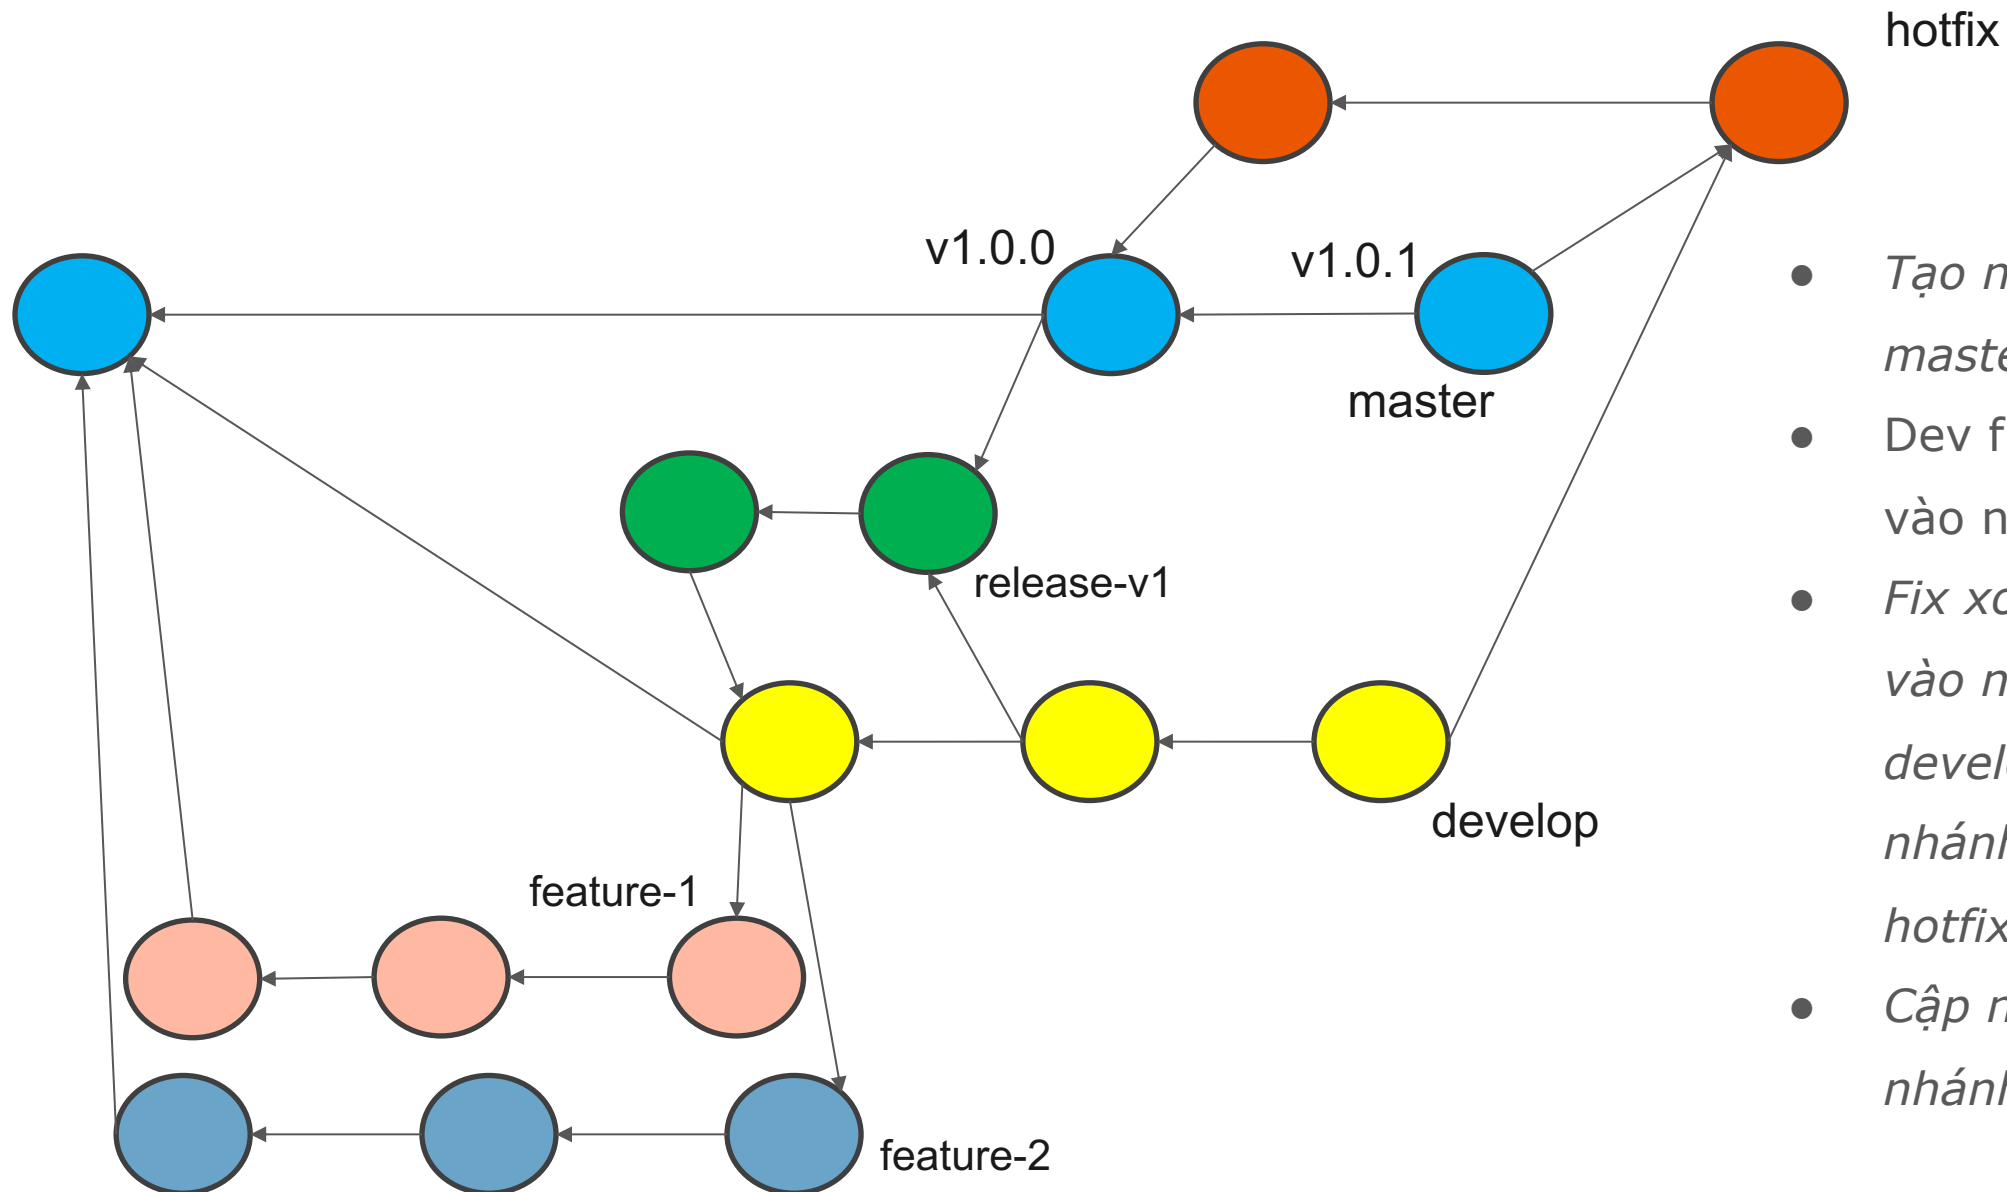 hotfix
v1.0.0
v1.0.1
master
release-v1
develop
feature-1
feature-2
● Tạo
● Dev
vào
● Fix
vào
hotfix
● Cập